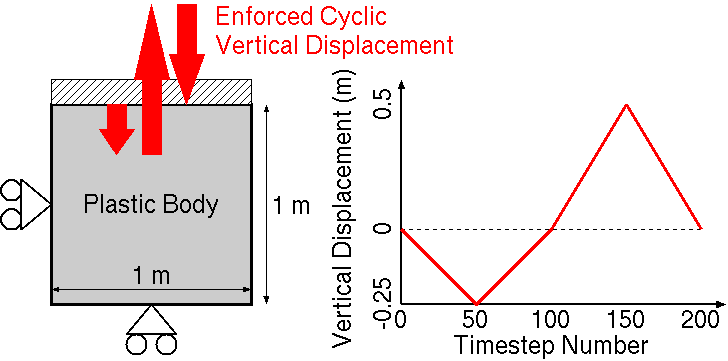 Enforced Cyclic
Vertical Displacement
Plastic Body
1 m
1 m
Vertical Displacement (m)
0.5
0
-0.25
-0
50
100
150
200
Timestep Number